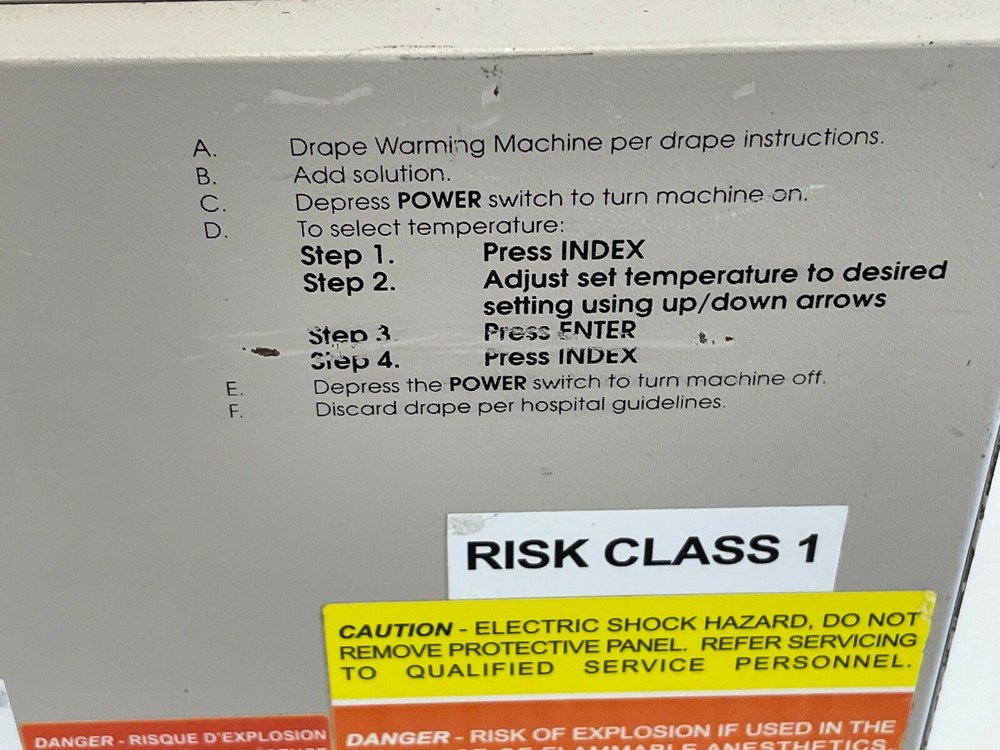 A. Drape Warming Machine per drape instructions.
B. Add solution.
C. Depress POWER switch to turn machine on.
D. To select temperature:
Step 1. Press INDEX
Step 2. Adjust set temperature to desired
setting using up/down arrows
Step 3. Press ENTER
Step 4. Press INDEX
E. Depress the POWER switch to turn machine off.
F. Discard drape per hospital guidelines.
RISK CLASS 1
CAUTION - ELECTRIC SHOCK HAZARD, DO NOT
REMOVE PROTECTIVE PANEL. REFER SERVICING
TO QUALIFIED SERVICE PERSONNEL.
DANGER - RISQUE D'EXPLOSION
DANGER - RISK OF EXPLOSION IF USED IN THE
OF FLAMMABLE ANESTHETICS